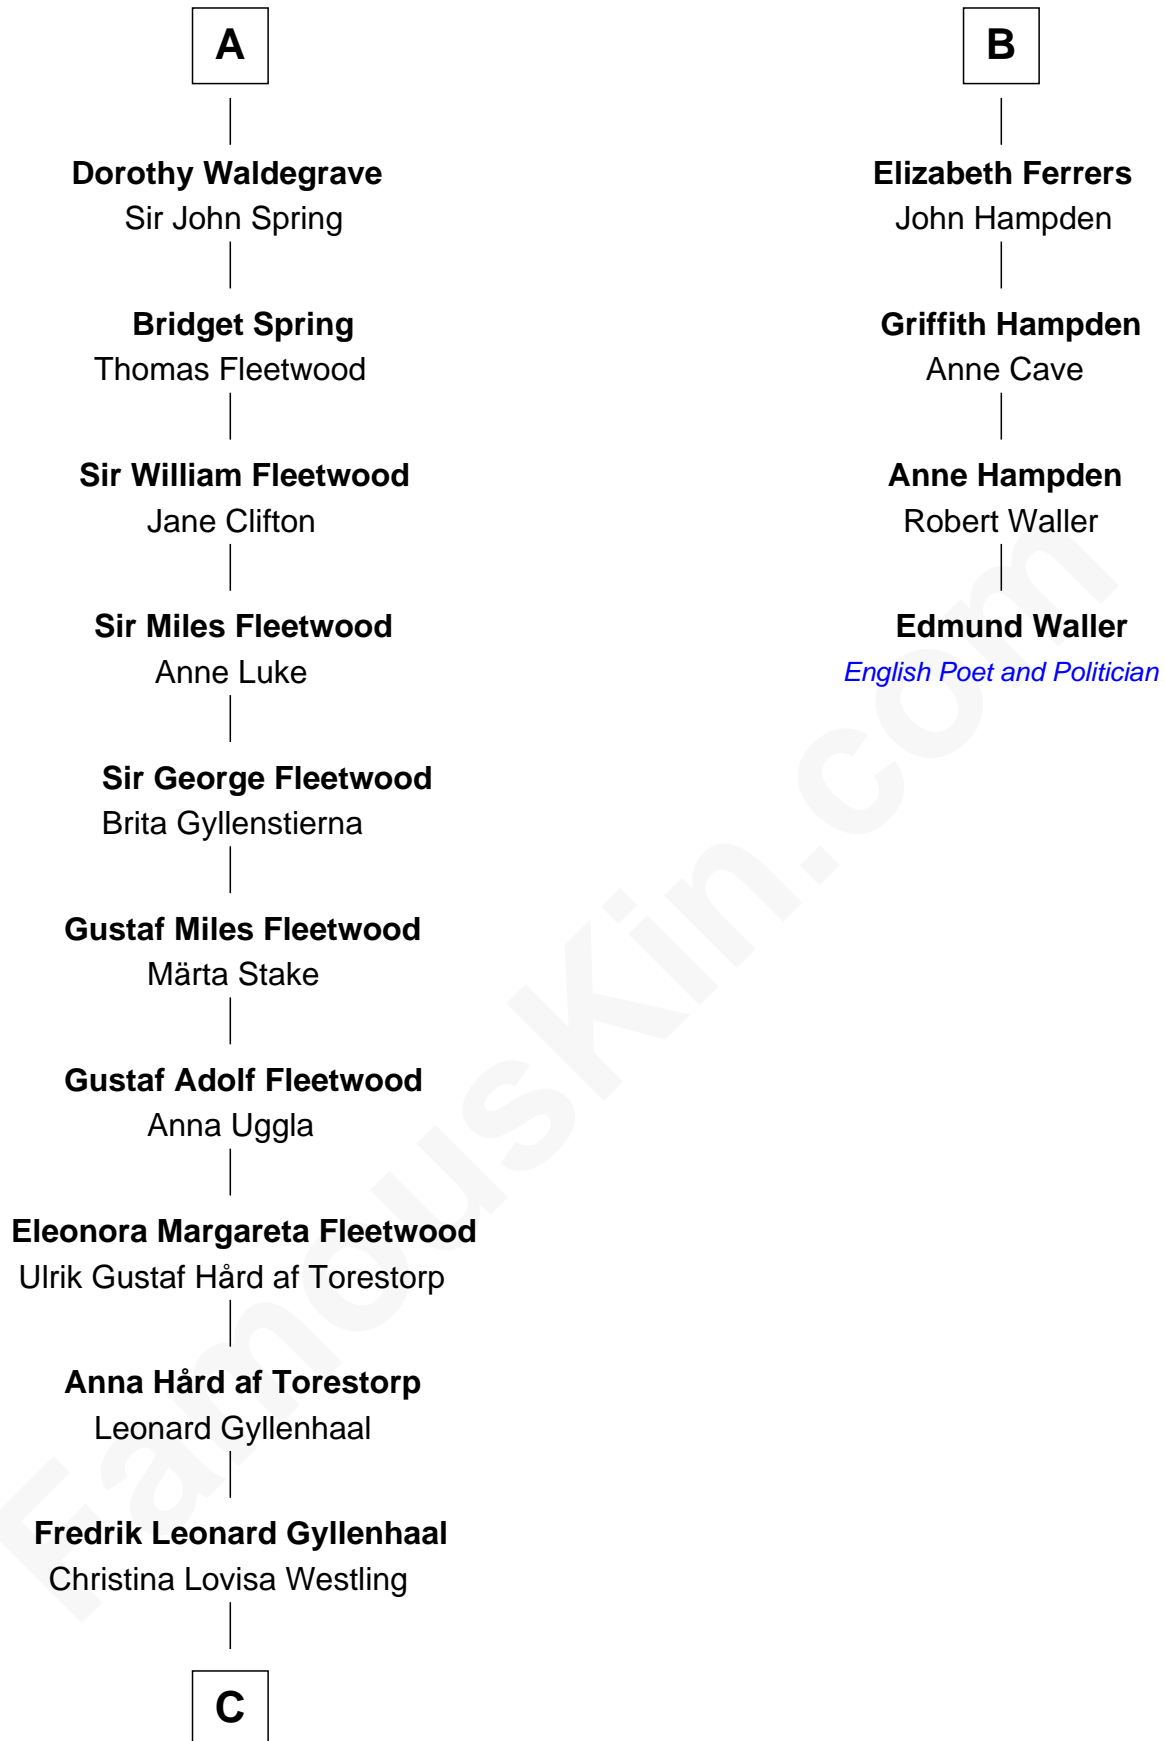 A
Dorothy Waldegrave
Sir John Spring
Bridget Spring
Thomas Fleetwood
Sir William Fleetwood
Jane Clifton
Sir Miles Fleetwood
Anne Luke
Sir George Fleetwood
Brita Gyllenstierna
Gustaf Miles Fleetwood
Märta Stake
Gustaf Adolf Fleetwood
Anna Uggla
Eleonora Margareta Fleetwood
Ulrik Gustaf Hård af Torestorp
Anna Hård af Torestorp
Leonard Gyllenhaal
Fredrik Leonard Gyllenhaal
Christina Lovisa Westling
C
B
Elizabeth Ferrers
John Hampden
Griffith Hampden
Anne Cave
Anne Hampden
Robert Waller
Edmund Waller
English Poet and Politician
FamousKin.com